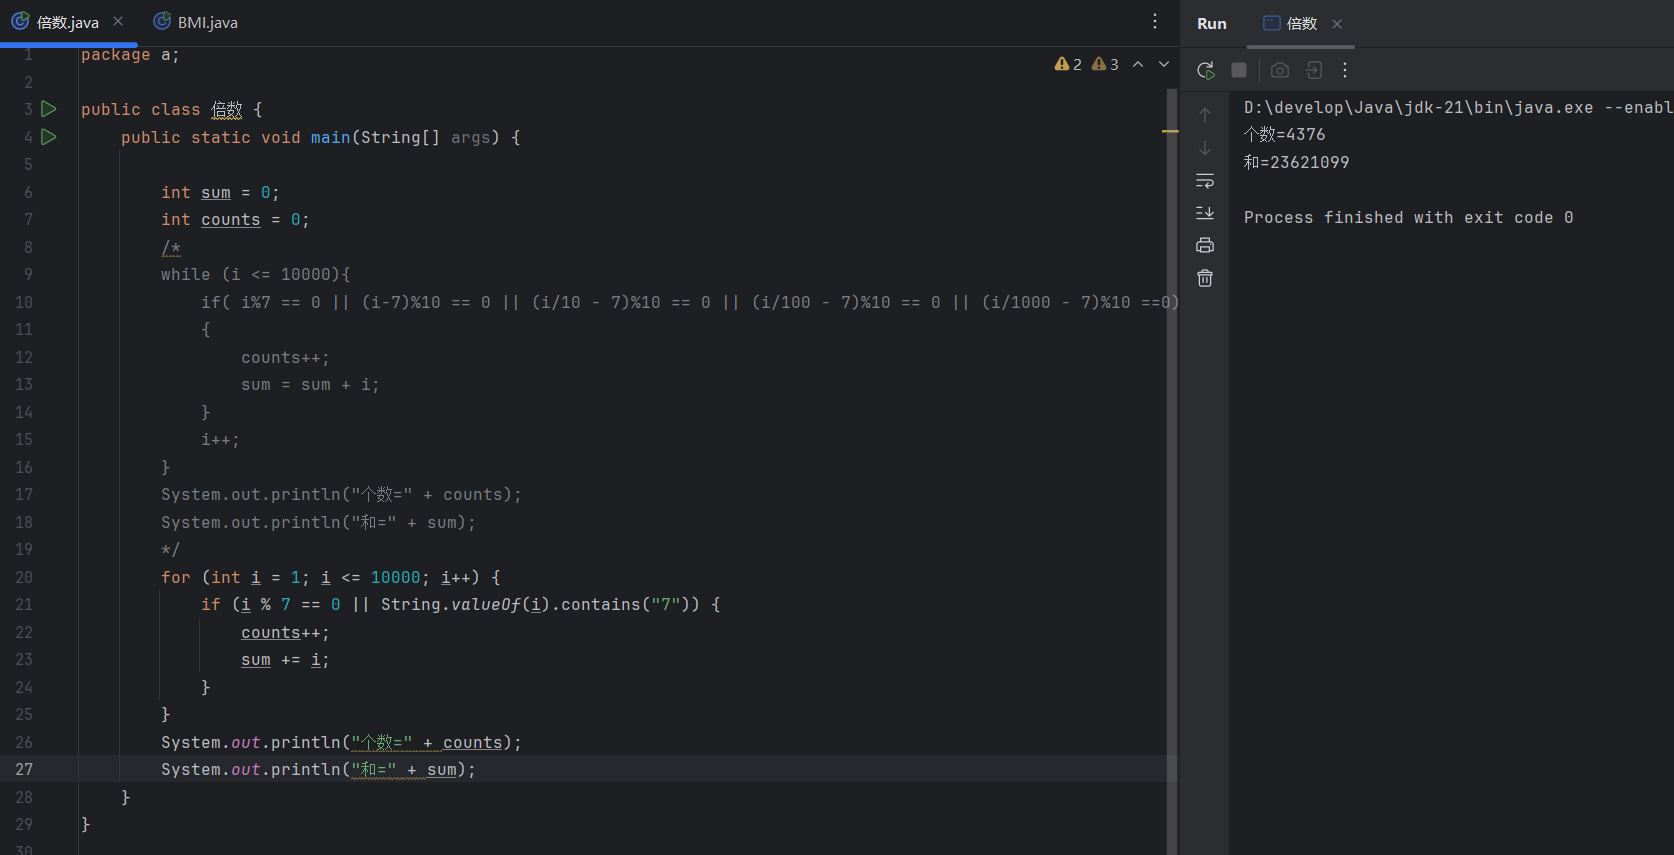 倍数.java
BMI.java
Run
倍数
2 3
1 package a;
2
3 public class 倍数 {
4 public static void main(String[] args) {
5
6 int sum = 0;
7 int counts = 0;
8 /*
9 while (i <= 10000){
10 if( i%7 == 0 || (i-7)%10 == 0 || (i/10 - 7)%10 == 0 || (i/100 - 7)%10 == 0 || (i/1000 - 7)%10 ==0)
11 {
12 counts++;
13 sum = sum + i;
14 }
15 i++;
16 }
17 System.out.println("个数=" + counts);
18 System.out.println("和=" + sum);
19 */
20 for (int i = 1; i <= 10000; i++) {
21 if (i % 7 == 0 || String.valueOf(i).contains("7")) {
22 counts++;
23 sum += i;
24 }
25 }
26 System.out.println("个数=" + counts);
27 System.out.println("和=" + sum);
28 }
29 }
30
D:\develop\Java\jdk-21\bin\java.exe --enabl
个数=4376
和=23621099
Process finished with exit code 0